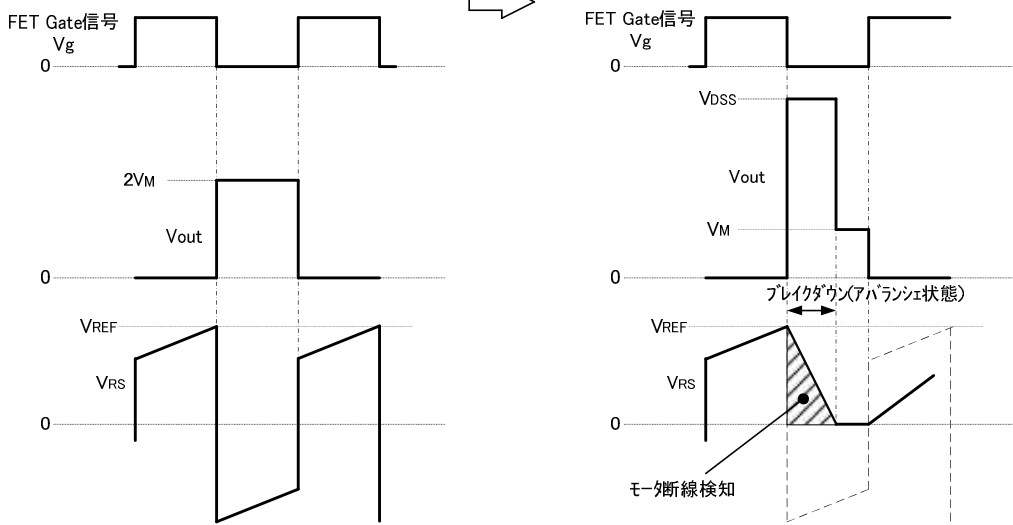 FET Gate信号
Vg
0
2VM
Vout
0
VREF
VRS
0
FET Gate信号
Vg
0
VDSS
Vout
VM
0
ブレイクダウン(アバランシェ状態)
VREF
VRS
0
モータ断線検知